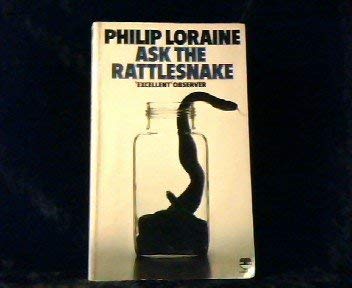 PHILIP LORAINE
ASK THE
RATTLESNAKE
'EXCELLENT' OBSERVER